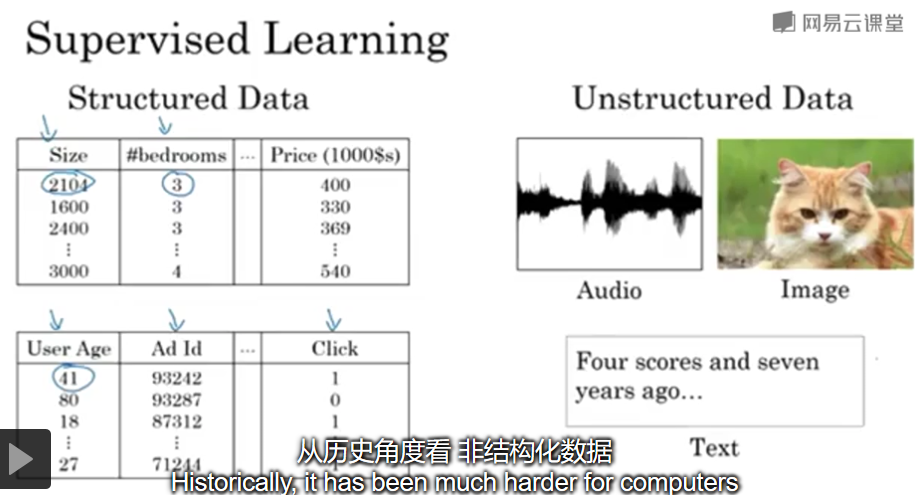 网易云课堂
Supervised Learning
Structured Data
Size #bedrooms ... Price (1000$s)
2104 3 400
1600 3 330
2400 3 369
⋮ ⋮ ⋮
3000 4 540
User Age Ad Id ... Click
41 93242 1
80 93287 0
18 87312 1
⋮ ⋮
27 71244
Unstructured Data
Audio
Image
Four scores and seven
years ago...
Text
从历史角度看 非结构化数据
Historically, it has been much harder for computers